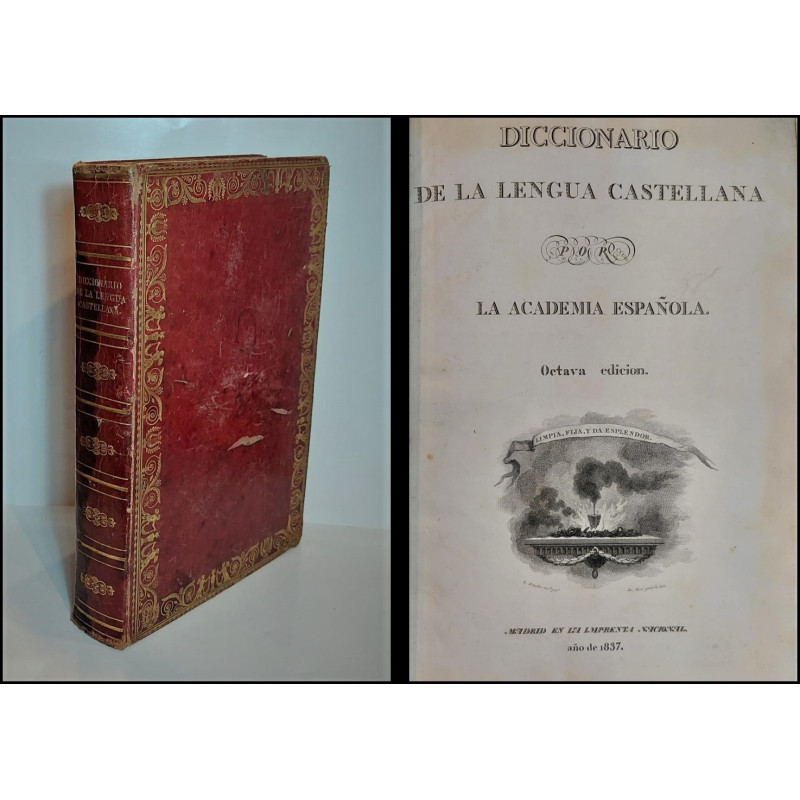 DICCIONARIO
DE LA LENGUA
CASTELLANA.
DICCIONARIO
DE LA LENGUA CASTELLANA
POR
LA ACADEMIA ESPAÑOLA.
Octava edicion.
LIMPIA, FIJA, Y DA ESPLENDOR.
MADRID EN LA IMPRENTA NACIONAL.
año de 1837.